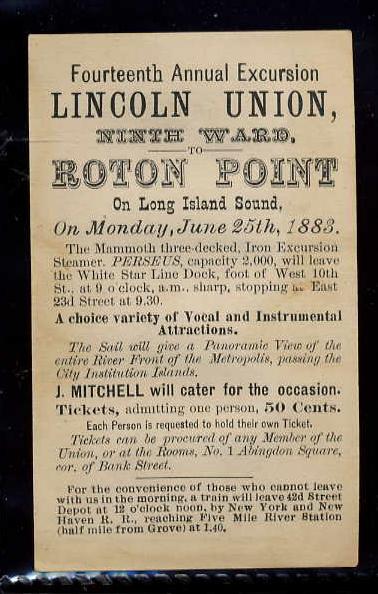 Fourteenth Annual Excursion
LINCOLN UNION,
NINTH WARD,
TO
ROTON POINT
On Long Island Sound,
On Monday, June 25th, 1883.
The Mammoth three-decked, Iron Excursion
Steamer, PERSEUS, capacity 2,000, will leave
the White Star Line Dock, foot of West 10th
St., at 9 o'clock, a.m., sharp, stopping at East
23d Street at 9.30.
A choice variety of Vocal and Instrumental
Attractions.
The Sail will give a Panoramic View of the
entire River Front of the Metropolis, passing the
City Institution Islands.
J. MITCHELL will cater for the occasion.
Tickets, admitting one person, 50 Cents.
Each Person is requested to hold their own Ticket.
Tickets can be procured of any Member of the
Union, or at the Rooms, No. 1 Abingdon Square,
cor. of Bank Street.
For the convenience of those who cannot leave
with us in the morning, a train will leave 42d Street
Depot at 12 o'clock noon, by New York and New
Haven R. R., reaching Five Mile River Station
(half mile from Grove) at 1.40.